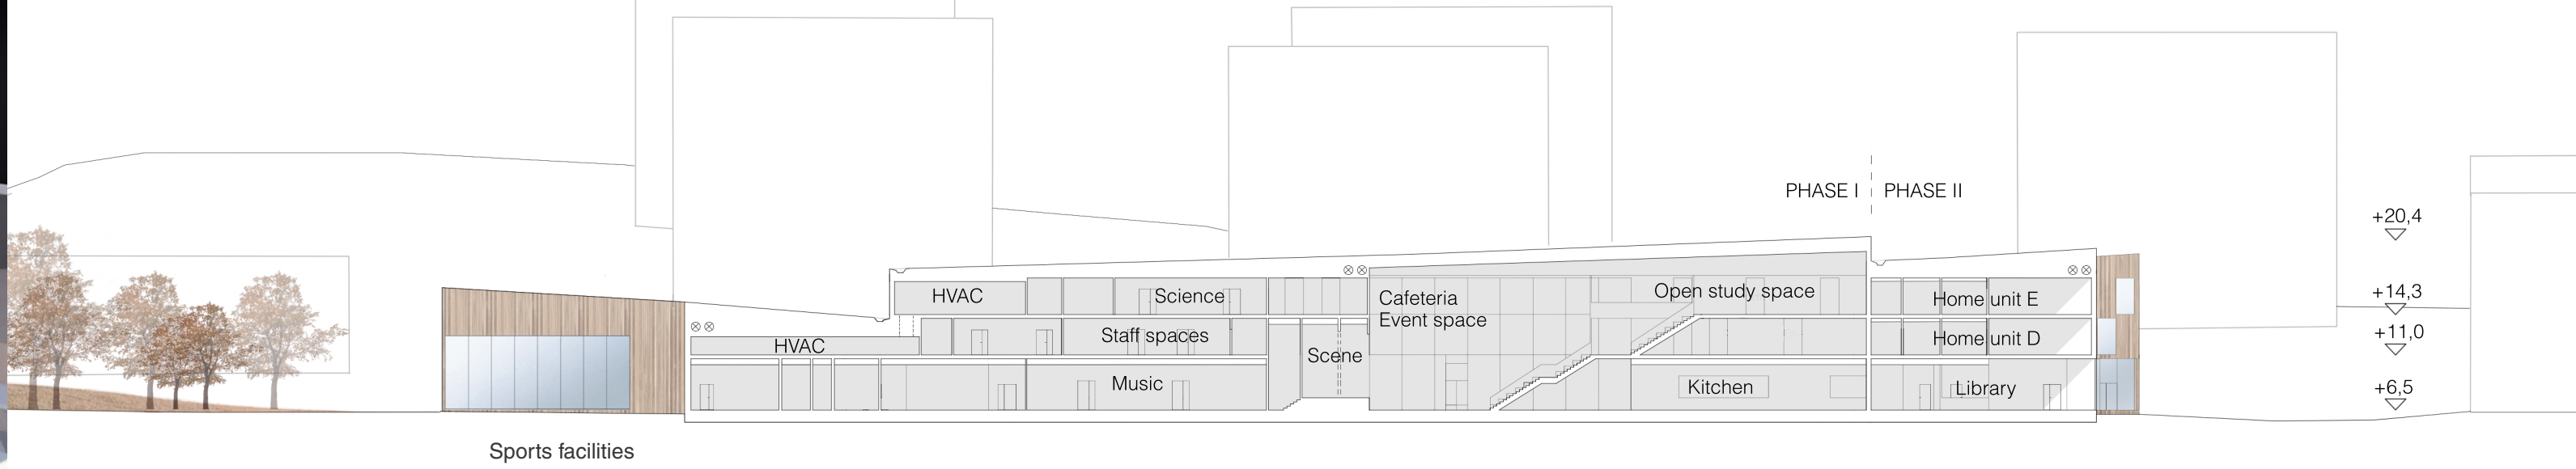 PHASE I
PHASE II
+20,4
HVAC
Science
Cafeteria
Event space
Open study space
Home unit E
+14,3
HVAC
Staff spaces
Scene
Home unit D
+11,0
Music
Kitchen
Library
+6,5
Sports facilities